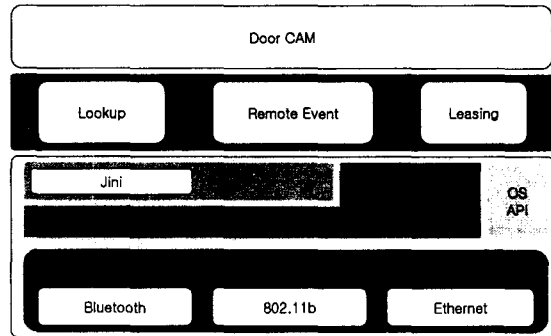 Door CAM
Lookup
Remote Event
Leasing
Jini
OS
API
Bluetooth
802.11b
Ethernet